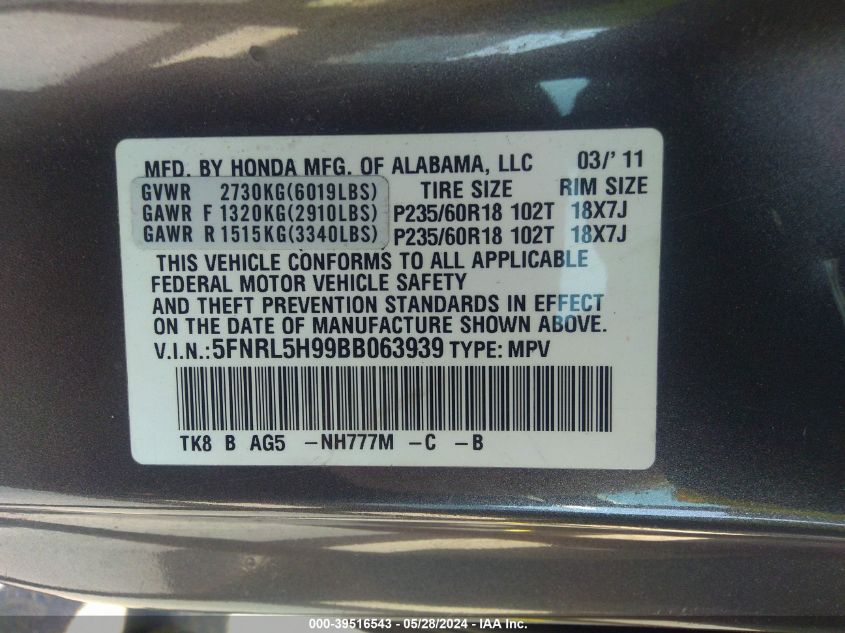 MFD. BY HONDA MFG. OF ALABAMA, LLC 03/' 11
GVWR 2730KG(6019LBS) TIRE SIZE RIM SIZE
GAWR F 1320KG(2910LBS) P235/60R18 102T 18X7J
GAWR R 1515KG(3340LBS) P235/60R18 102T 18X7J
THIS VEHICLE CONFORMS TO ALL APPLICABLE
FEDERAL MOTOR VEHICLE SAFETY
AND THEFT PREVENTION STANDARDS IN EFFECT
ON THE DATE OF MANUFACTURE SHOWN ABOVE.
V.I.N.:5FNRL5H99BB063939 TYPE: MPV
TK8 B AG5 -NH777M -C -B
000-39516543 - 05/28/2024 - IAA Inc.